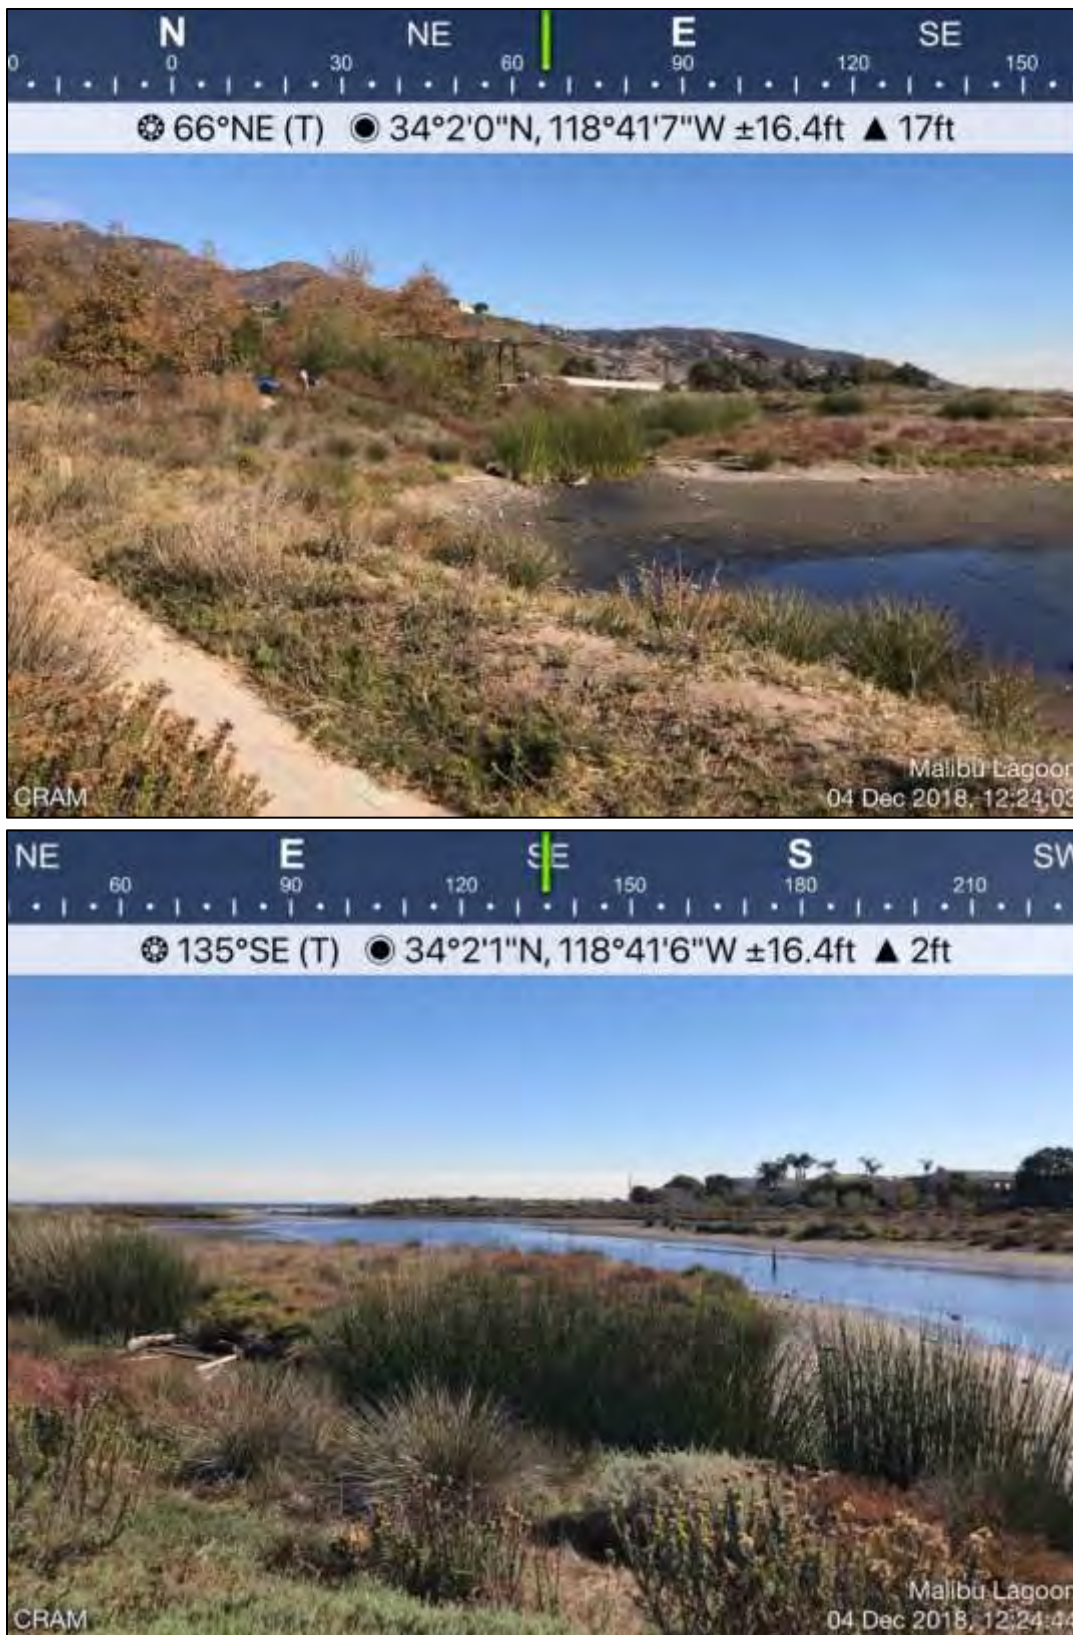 N NE E SE
0 0 30 60 90 120 150
66°NE (T) 34°2'0"N, 118°41'7"W ±16.4ft ▲ 17ft
Malibu Lagoon
CRAM 04 Dec 2018, 12:24:03
NE E SE S SW
60 90 120 150 180 210
135°SE (T) 34°2'1"N, 118°41'6"W ±16.4ft ▲ 2ft
Malibu Lagoon
CRAM 04 Dec 2018, 12:24:44